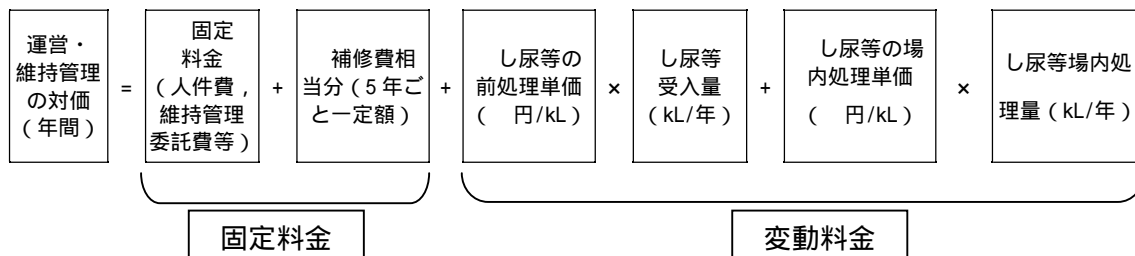 運営・
維持管理
の対価
（年間）
=
固定
料金
（人件費，
維持管理
委託費等）
+
補修費相
当分（5年ご
と一定額）
+
し尿等の
前処理単価
（　円/kL）
×
し尿等
受入量
（kL/年）
+
し尿等の場
内処理単価
（　円/kL）
×
し尿等場内処
理量（kL/年）
固定料金
変動料金